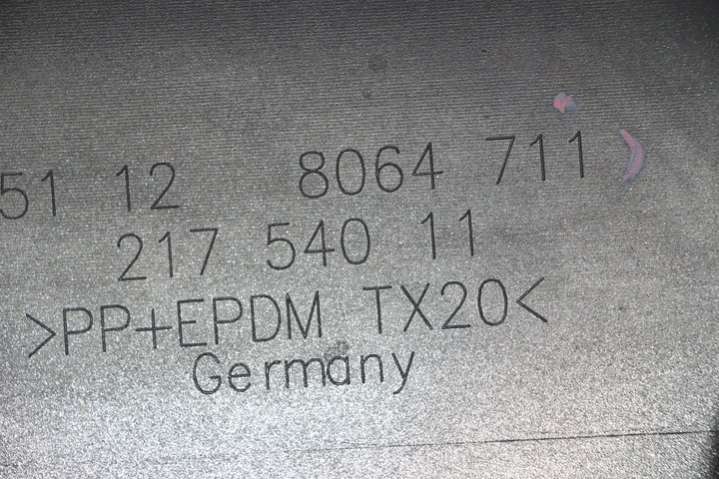 51 12 8064 711
217 540 11
>PP+EPDM TX20<
Germany